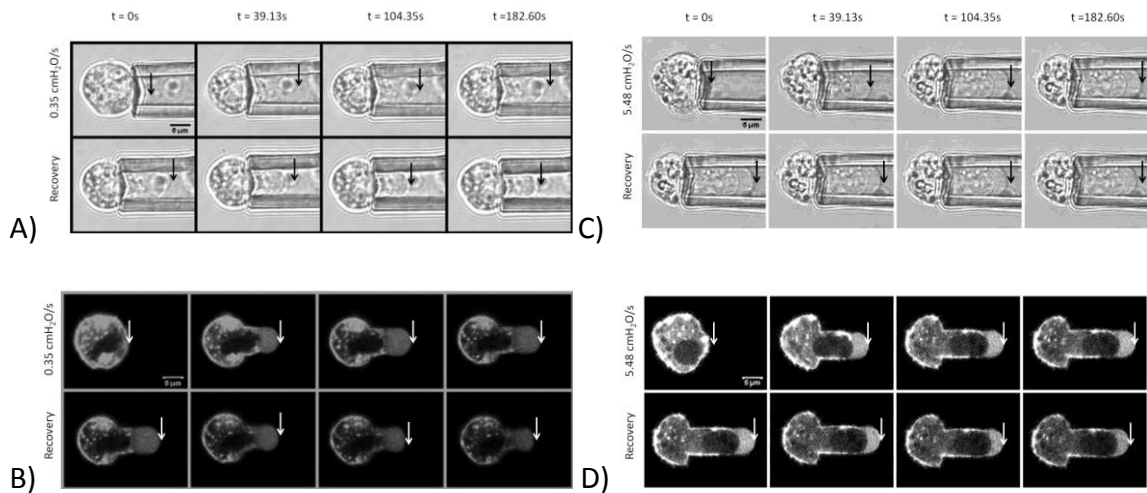 t = 0s t = 39.13s t = 104.35s t =182.60s
0.35 cmH₂O/s
6 µm
Recovery
A)
t = 0s t = 39.13s t = 104.35s t =182.60s
5.48 cmH₂O/s
6 µm
Recovery
C)
0.35 cmH₂O/s
6 µm
Recovery
B)
5.48 cmH₂O/s
6 µm
Recovery
D)